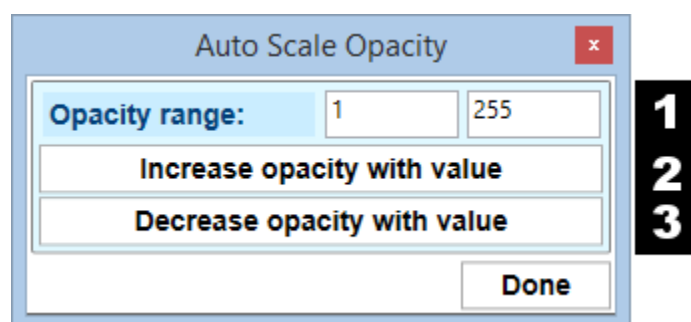 Auto Scale Opacity x
Opacity range: 1 255 1
Increase opacity with value 2
Decrease opacity with value 3
Done